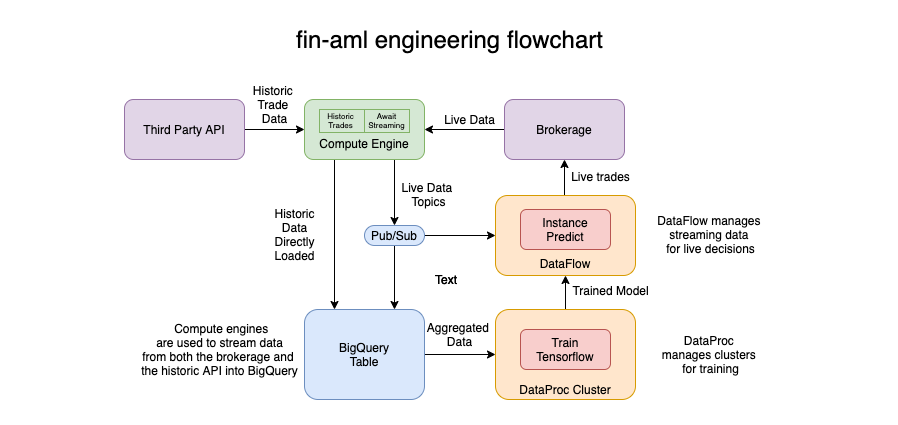 fin-aml engineering flowchart
Historic
Trade
Data
Third Party API
Historic
Trades
Await
Streaming
Compute Engine
Live Data
Brokerage
Live Data
Topics
Live trades
Historic
Data
Directly
Loaded
Pub/Sub
Instance
Predict
DataFlow
DataFlow manages
streaming data
for live decisions
Text
Trained Model
Compute engines
are used to stream data
from both the brokerage and
the historic API into BigQuery
BigQuery
Table
Aggregated
Data
Train
Tensorflow
DataProc Cluster
DataProc
manages clusters
for training